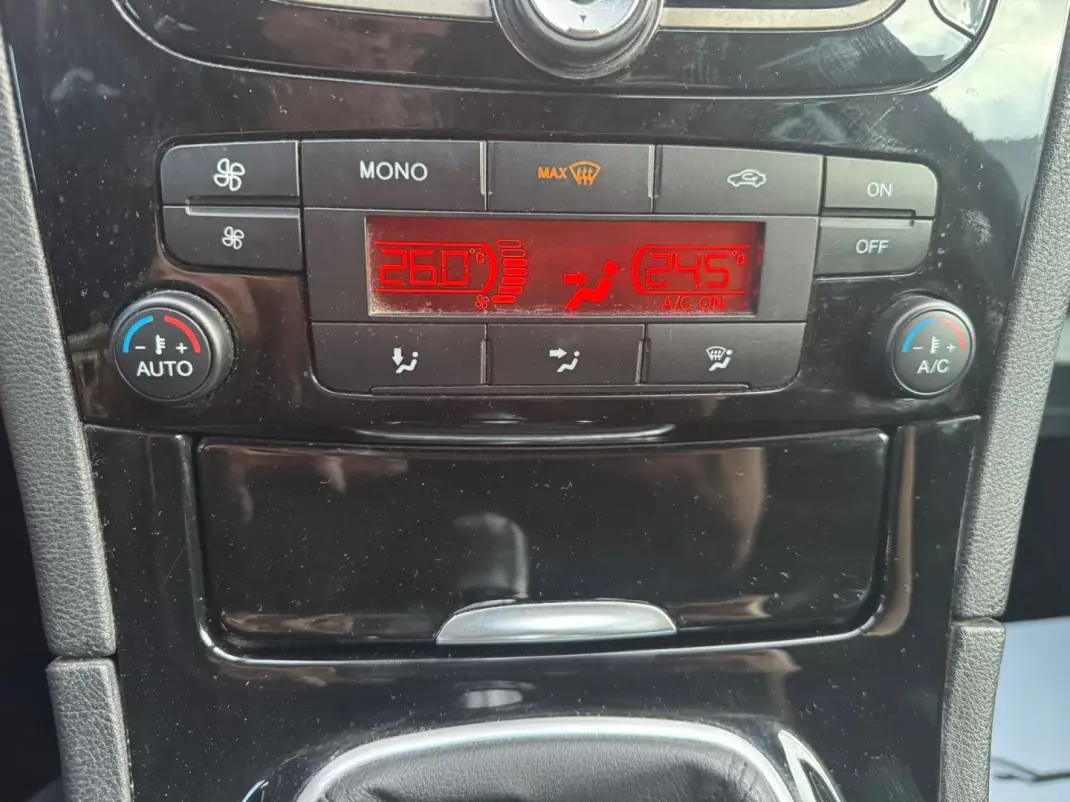 MONO
MAX
ON
OFF
26.0°C
24.5°C
A/C ON
- +
AUTO
- +
A/C